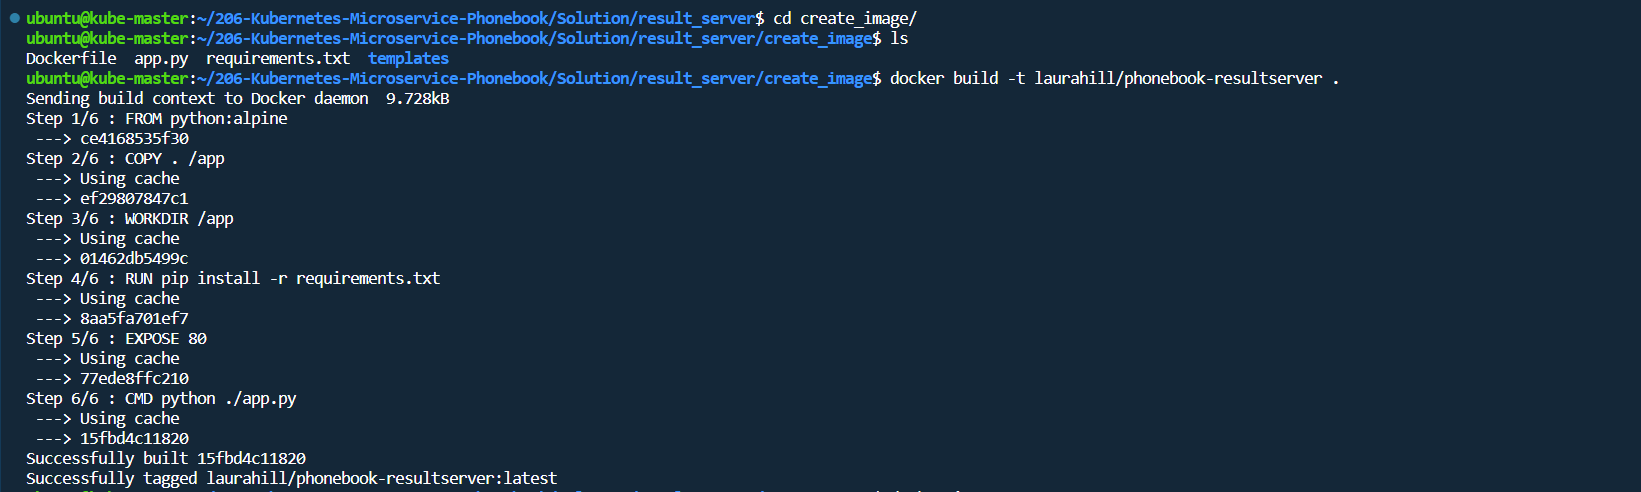 ubuntu@kube-master:~/206-Kubernetes-Microservice-Phonebook/Solution/result_server$ cd create_image/
ubuntu@kube-master:~/206-Kubernetes-Microservice-Phonebook/Solution/result_server/create_image$ ls
Dockerfile  app.py  requirements.txt  templates
ubuntu@kube-master:~/206-Kubernetes-Microservice-Phonebook/Solution/result_server/create_image$ docker build -t laurahill/phonebook-resultserver .
Sending build context to Docker daemon  9.728kB
Step 1/6 : FROM python:alpine
 ---> ce4168535f30
Step 2/6 : COPY . /app
 ---> Using cache
 ---> ef29807847c1
Step 3/6 : WORKDIR /app
 ---> Using cache
 ---> 01462db5499c
Step 4/6 : RUN pip install -r requirements.txt
 ---> Using cache
 ---> 8aa5fa701ef7
Step 5/6 : EXPOSE 80
 ---> Using cache
 ---> 77ede8ffc210
Step 6/6 : CMD python ./app.py
 ---> Using cache
 ---> 15fbd4c11820
Successfully built 15fbd4c11820
Successfully tagged laurahill/phonebook-resultserver:latest